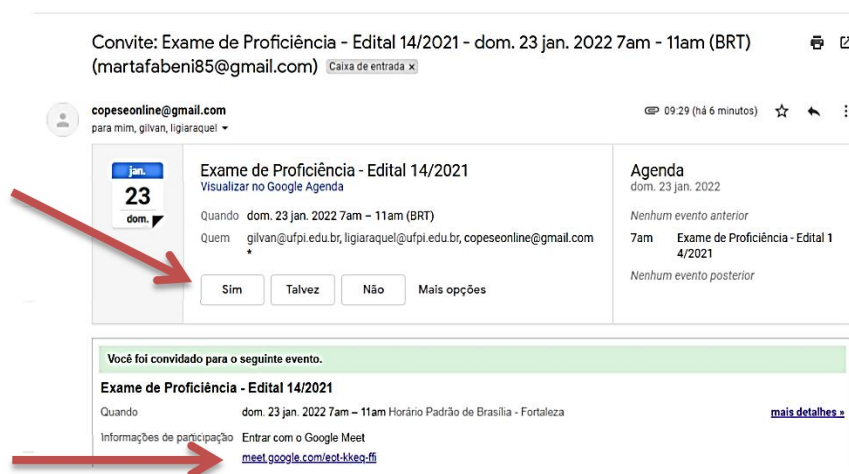 Convite: Exame de Proficiência - Edital 14/2021 - dom. 23 jan. 2022 7am - 11am (BRT)
(martafabeni85@gmail.com) Caixa de entrada x
copeseonline@gmail.com
09:29 (há 6 minutos)
para mim, gilvan, ligiaraquel
jan.
23
dom.
Exame de Proficiência - Edital 14/2021
Visualizar no Google Agenda
Quando dom. 23 jan. 2022 7am – 11am (BRT)
Quem gilvan@ufpi.edu.br, ligiaraquel@ufpi.edu.br, copeseonline@gmail.com
*
Sim Talvez Não Mais opções
Agenda
dom. 23 jan. 2022
Nenhum evento anterior
7am Exame de Proficiência - Edital 1
4/2021
Nenhum evento posterior
Você foi convidado para o seguinte evento.
Exame de Proficiência - Edital 14/2021
Quando dom. 23 jan. 2022 7am – 11am Horário Padrão de Brasília - Fortaleza
mais detalhes »
Informações de participação Entrar com o Google Meet
meet.google.com/eot-kkeq-ffi